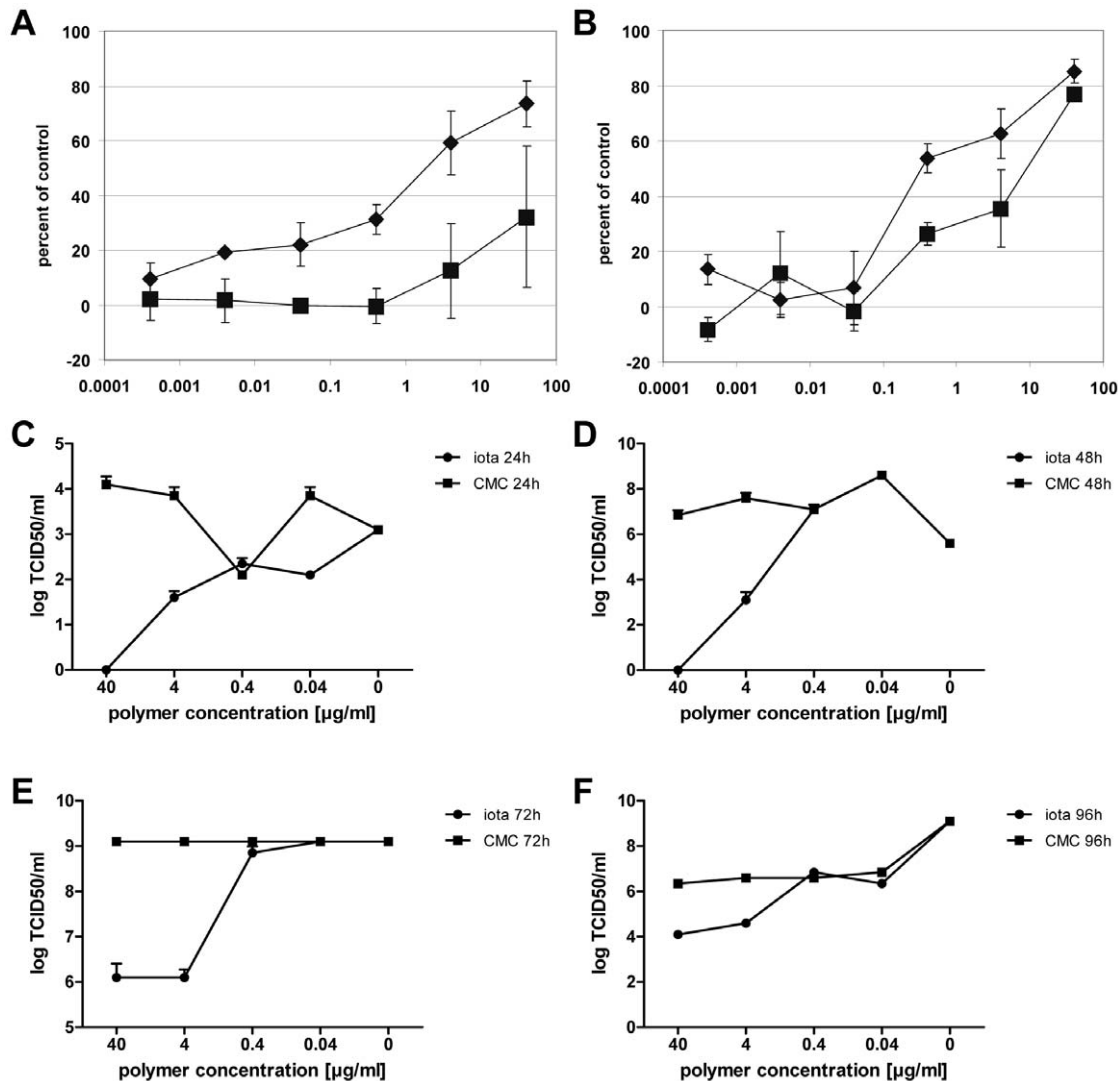 A
100
80
60
40
20
0
-20
percent of control
0.0001 0.001 0.01 0.1 1 10 100
B
100
80
60
40
20
0
-20
percent of control
0.0001 0.001 0.01 0.1 1 10 100
C
5
4
3
2
1
0
log TCID50/ml
40 4 0.4 0.04 0
polymer concentration [µg/ml]
iota 24h
CMC 24h
D
10
8
6
4
2
0
log TCID50/ml
40 4 0.4 0.04 0
polymer concentration [µg/ml]
iota 48h
CMC 48h
E
10
9
8
7
6
5
log TCID50/ml
40 4 0.4 0.04 0
polymer concentration [µg/ml]
iota 72h
CMC 72h
F
10
8
6
4
2
0
log TCID50/ml
40 4 0.4 0.04 0
polymer concentration [µg/ml]
iota 96h
CMC 96h